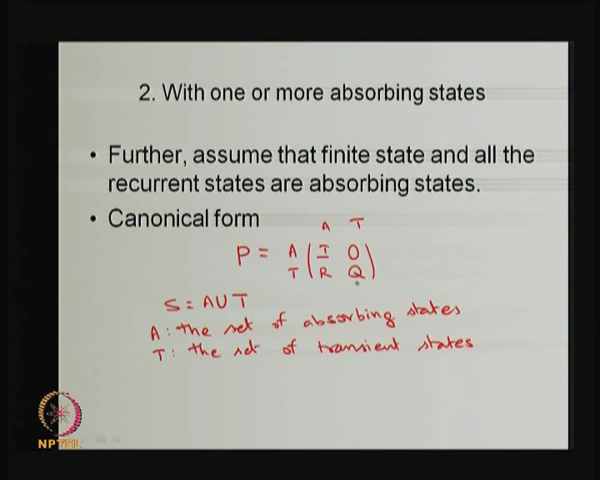 2. With one or more absorbing states
• Further, assume that finite state and all the
recurrent states are absorbing states.
• Canonical form
A T
P = A ( I O
T R Q )
S = A U T
A : the set of absorbing states
T : the set of transient states
NPTEL